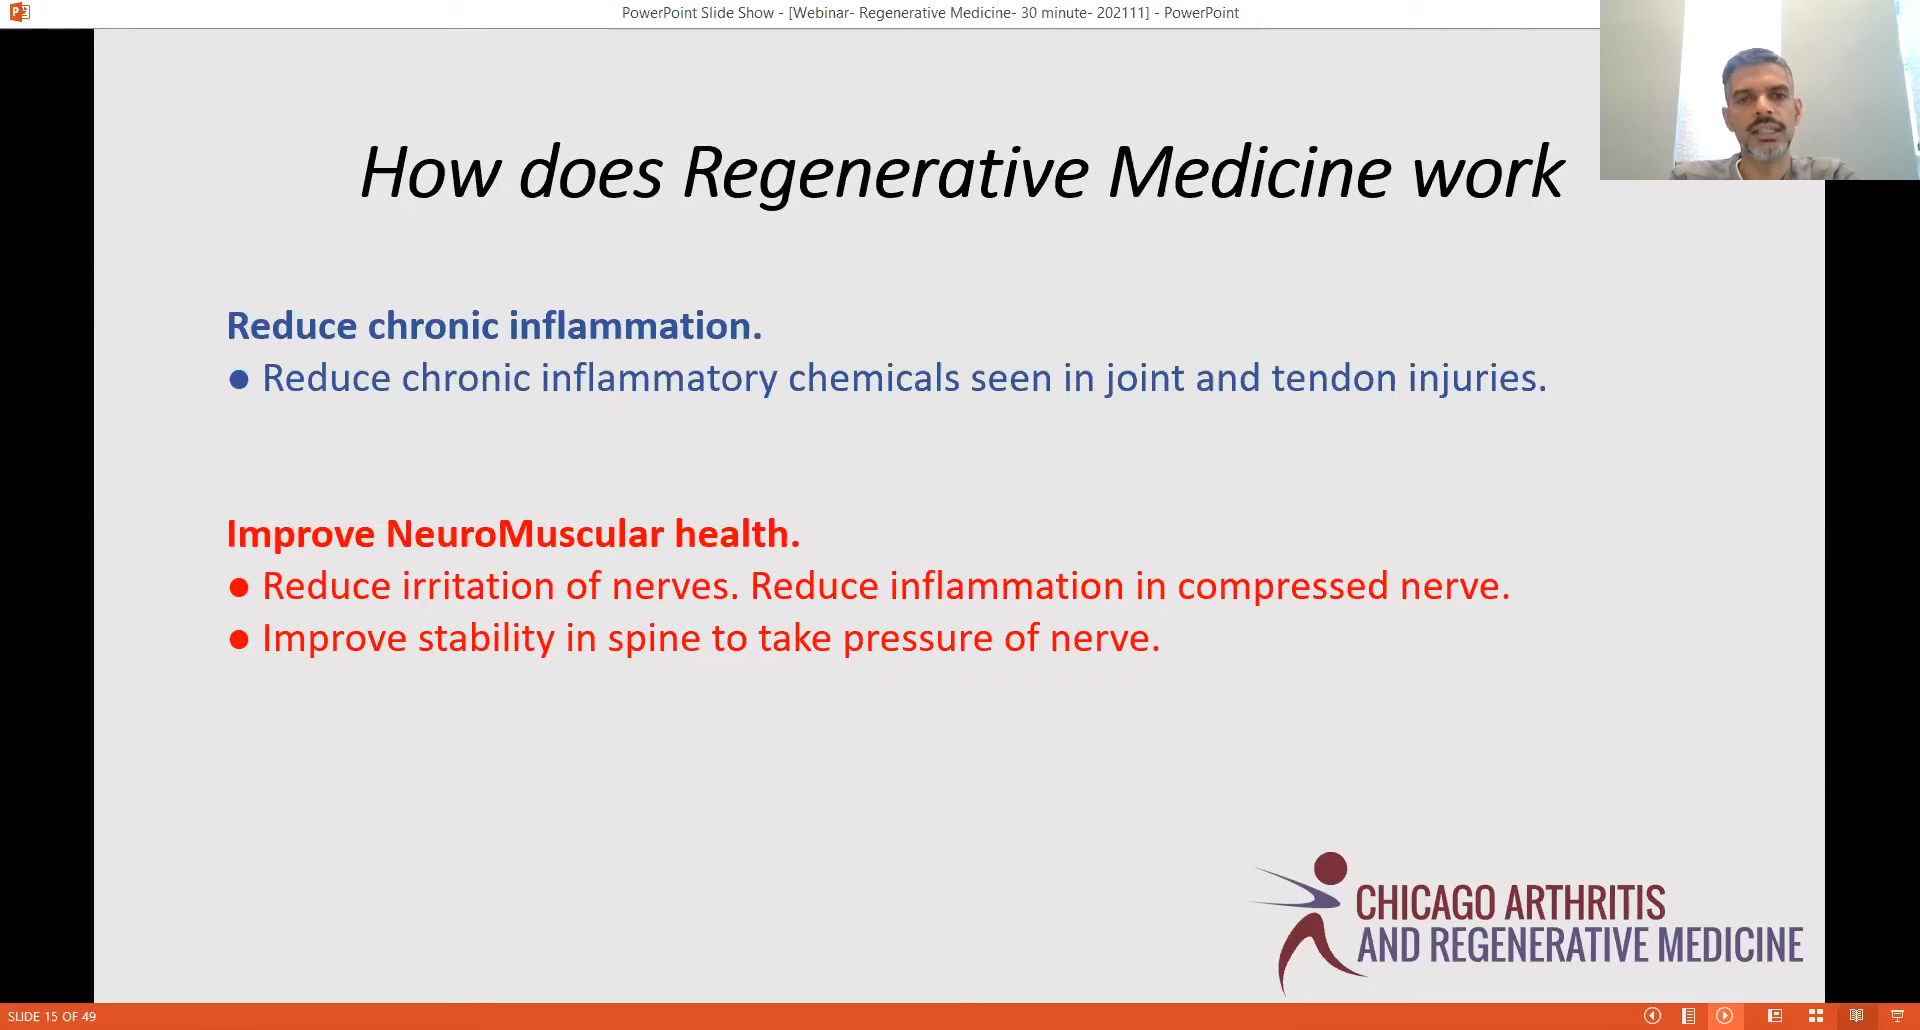 PowerPoint Slide Show - [Webinar- Regenerative Medicine- 30 minute- 202111] - PowerPoint
How does Regenerative Medicine work
Reduce chronic inflammation.
● Reduce chronic inflammatory chemicals seen in joint and tendon injuries.
Improve NeuroMuscular health.
● Reduce irritation of nerves. Reduce inflammation in compressed nerve.
● Improve stability in spine to take pressure of nerve.
CHICAGO ARTHRITIS
AND REGENERATIVE MEDICINE
SLIDE 15 OF 49